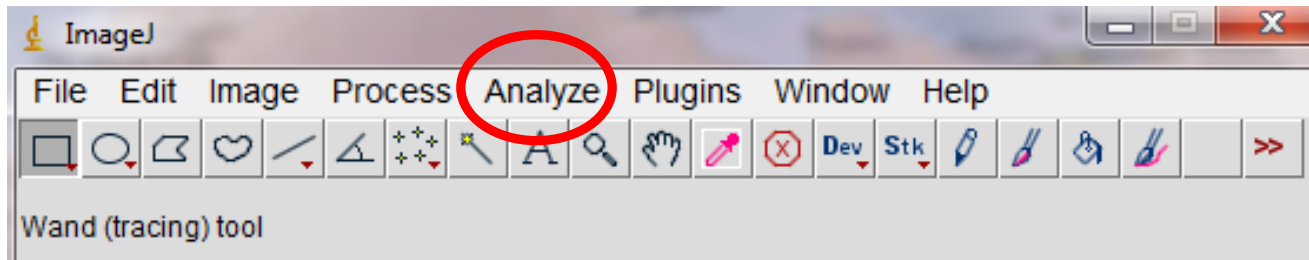 ImageJ
X
File Edit Image Process Analyze Plugins Window Help
A X Dev Stk >>
Wand (tracing) tool